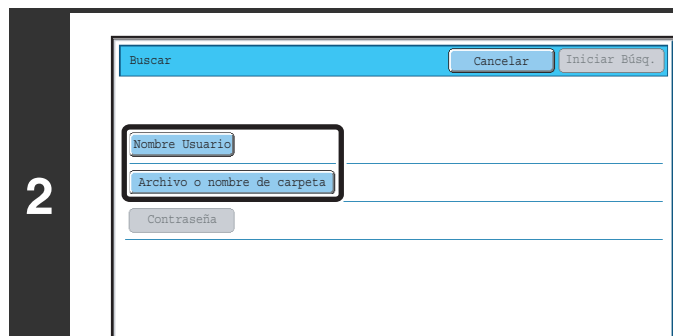 Buscar Cancelar Iniciar Búsq.
Nombre Usuario
2 Archivo o nombre de carpeta
Contraseña